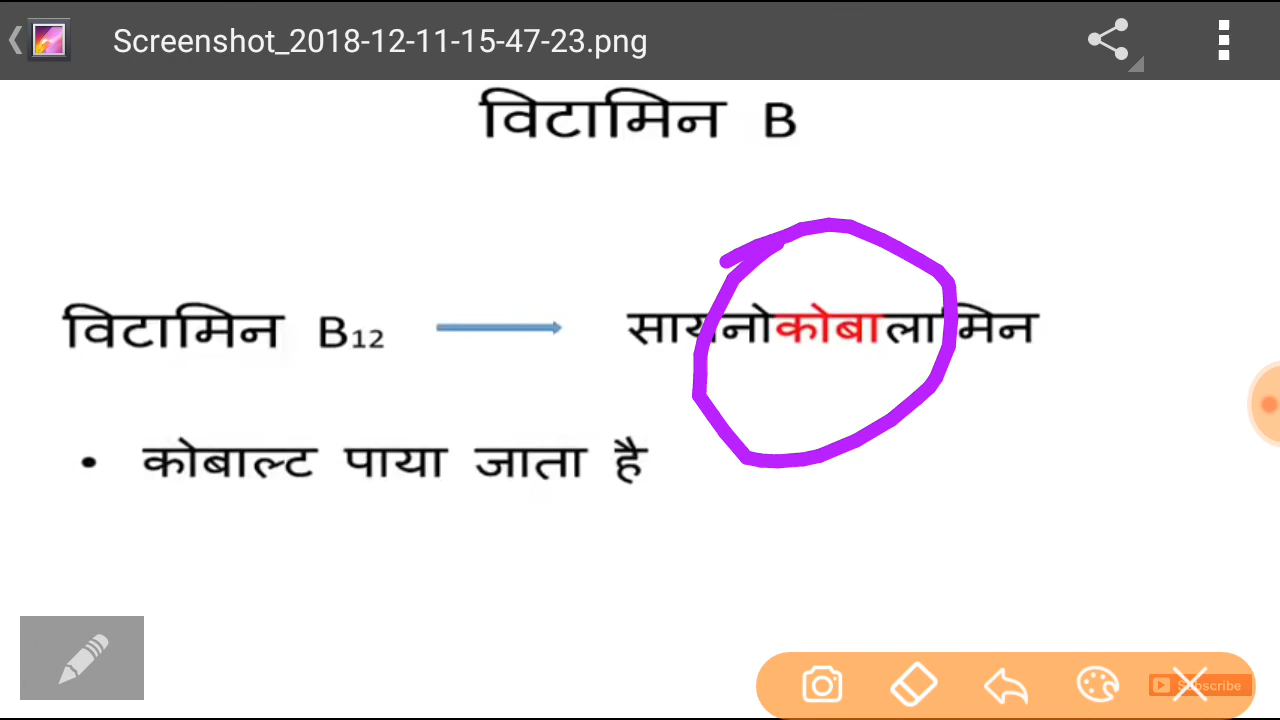 Screenshot_2018-12-11-15-47-23.png
विटामिन B
विटामिन B₁₂ सायनोकोबालामिन
• कोबाल्ट पाया जाता है
Subscribe